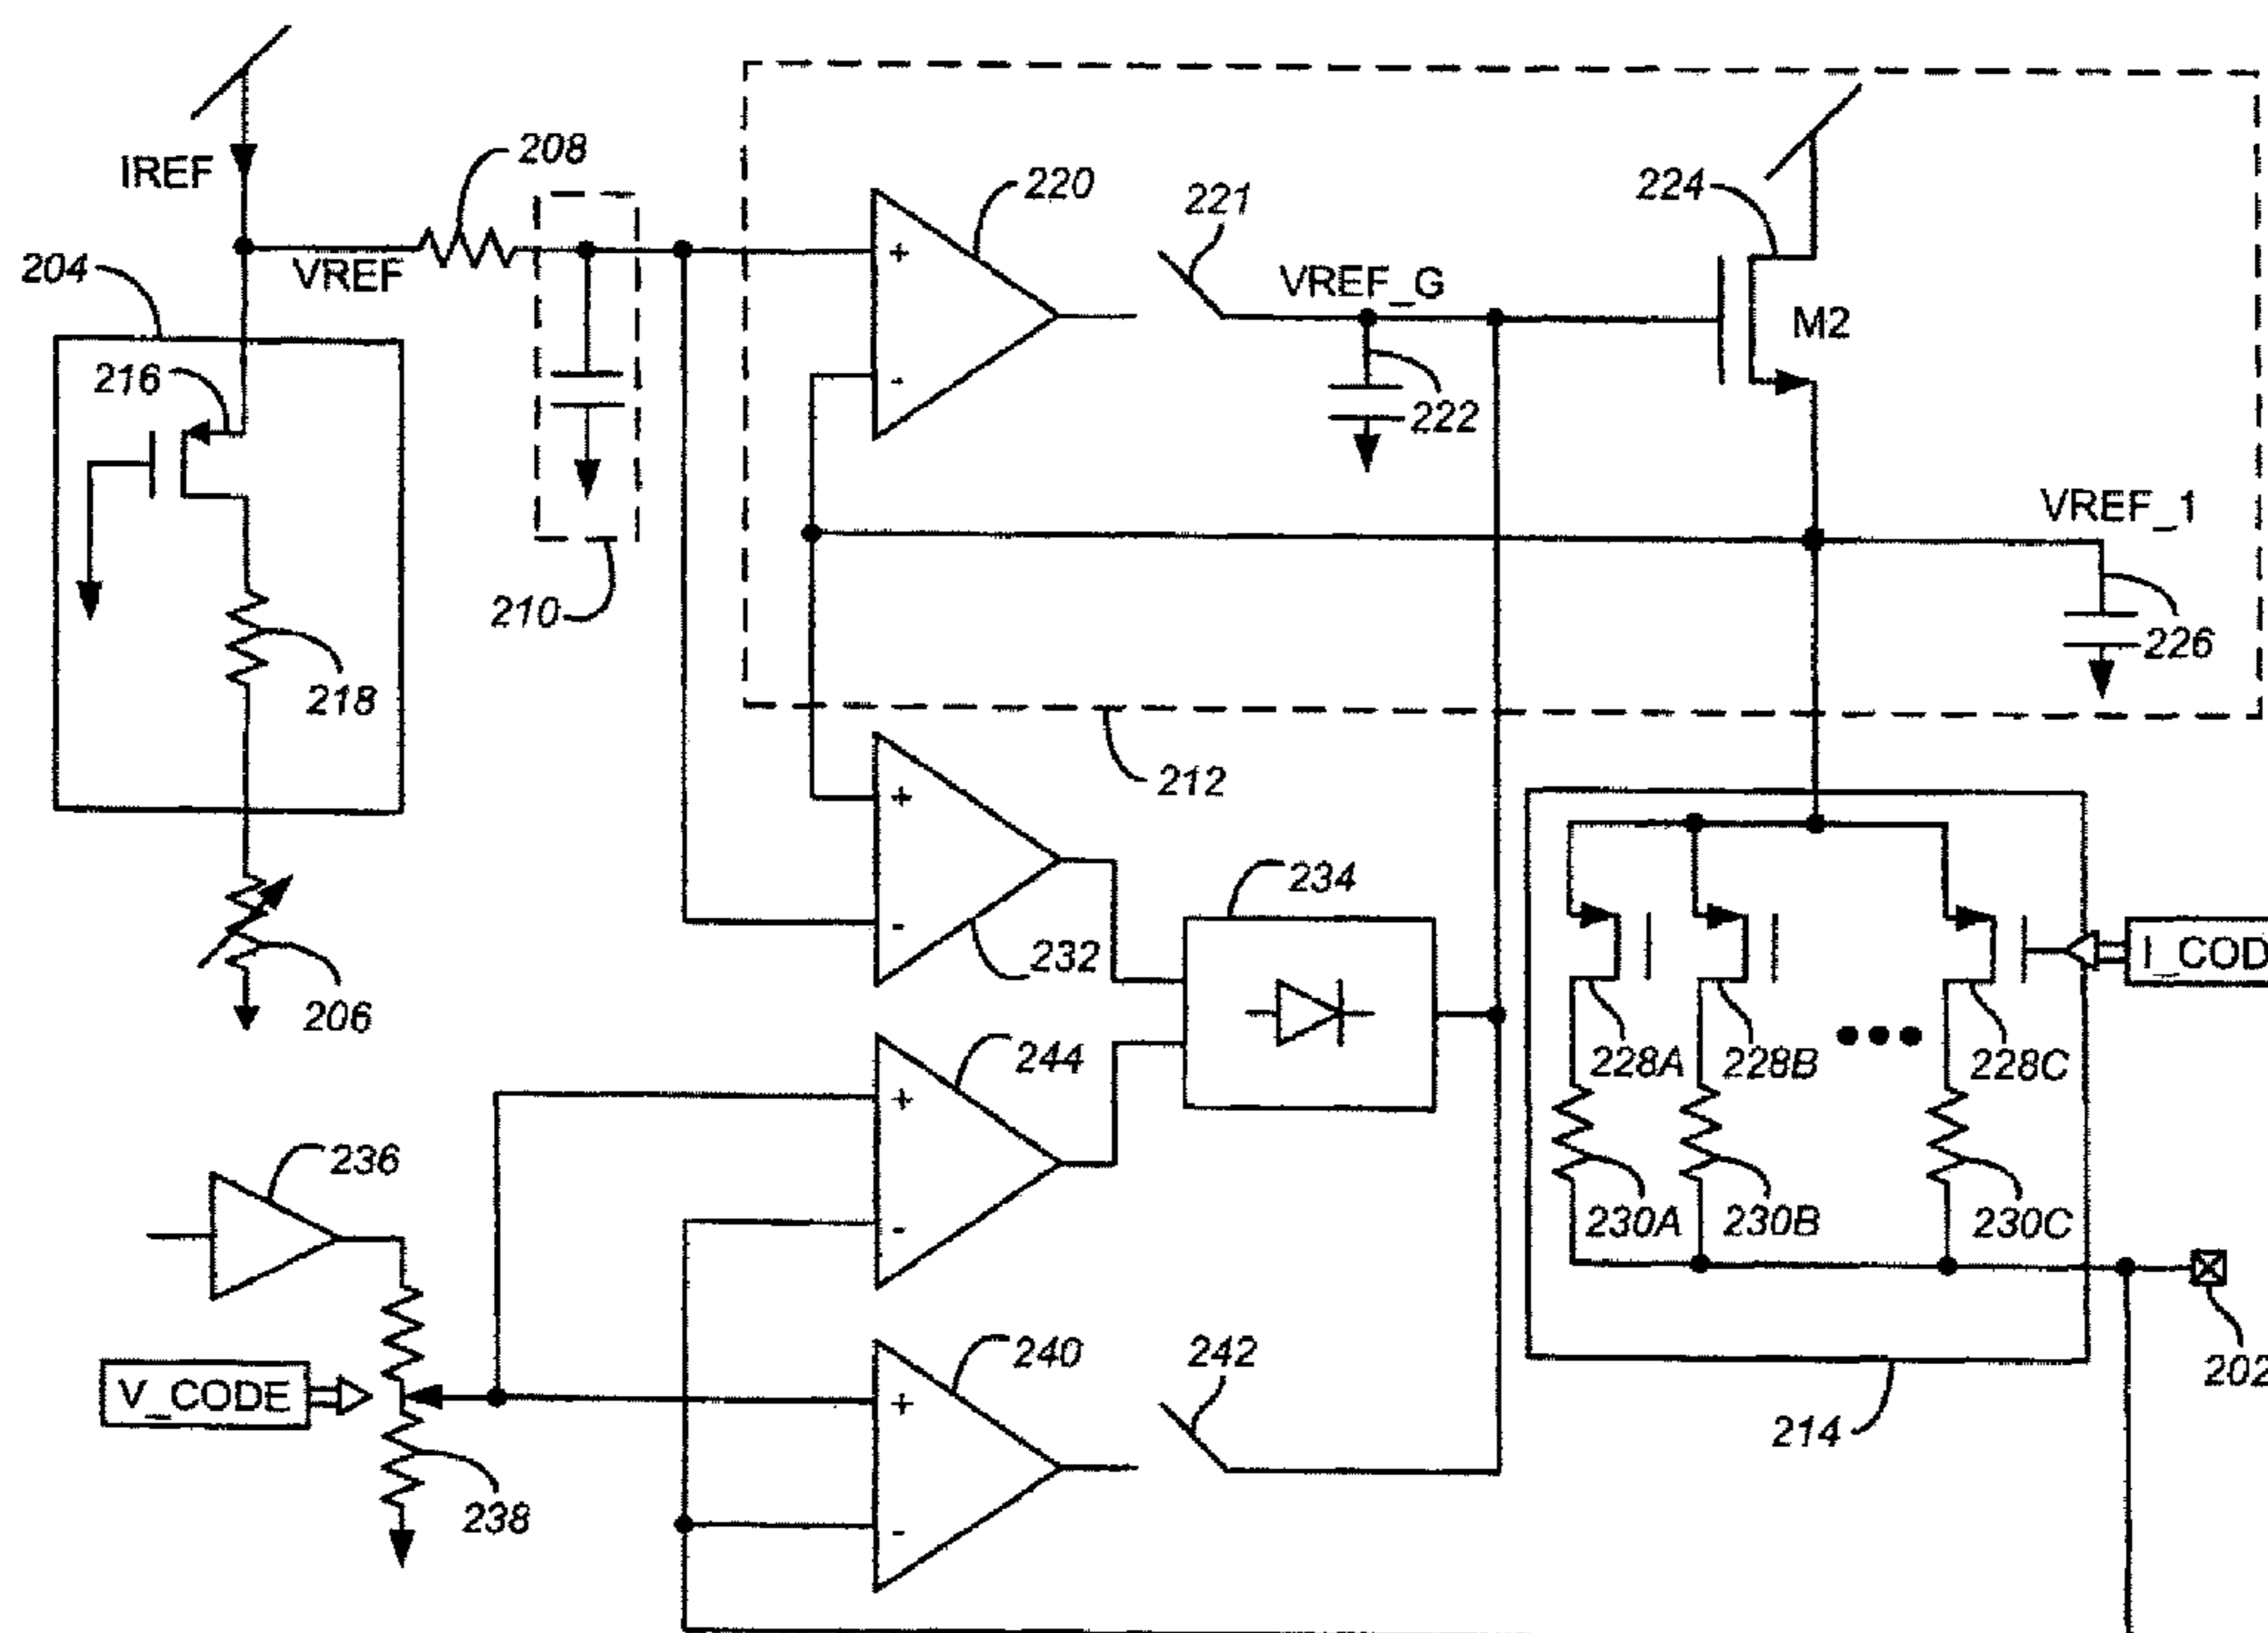 IREF
208
VREF
204
216
218
206
210
220
+
-
221
VREF_G
222
224
M2
VREF_1
226
212
+
-
232
234
244
+
-
236
V_CODE
238
240
+
-
242
I_COD
228A
228B
228C
230A
230B
230C
202
214